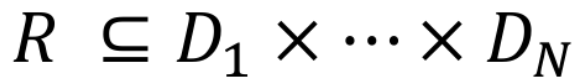 R ⊆ D₁ × ⋯ × D_N